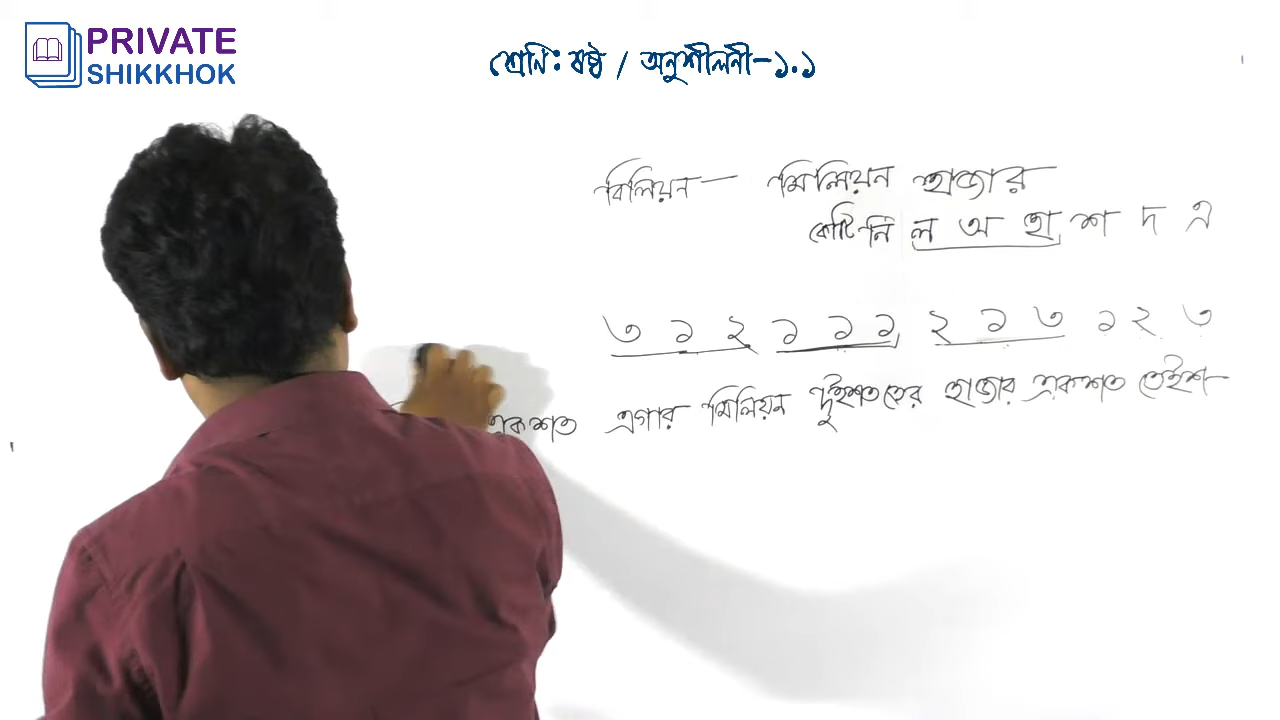 PRIVATE
SHIKKHOK
শ্রেণি: ষষ্ঠ / অনুশীলনী-১.১
বিলিয়ন - মিলিয়ন হাজার
কোটি নি ল অ হা শ দ এ
৩ ১ ২ ১ ১ ১, ২ ১ ৩ ১ ২ ৩
একশত এগার মিলিয়ন দুইশততের হাজার একশত তেইশ